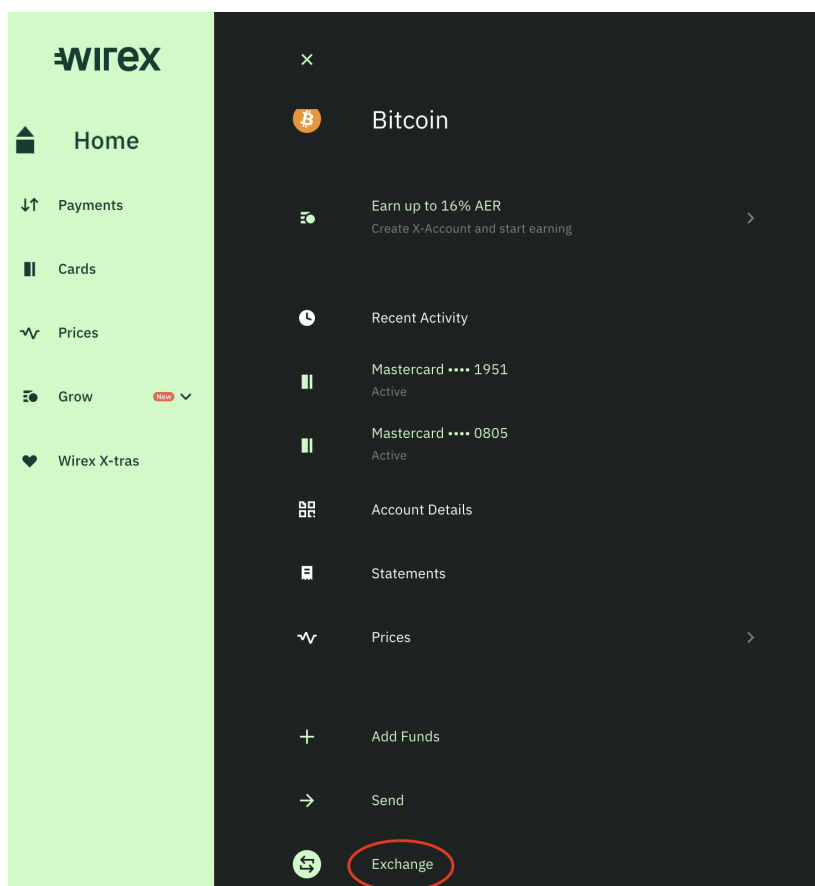 wirex
Home
Payments
Cards
Prices
Grow New
Wirex X-tras
Bitcoin
Earn up to 16% AER
Create X-Account and start earning
Recent Activity
Mastercard •••• 1951
Active
Mastercard •••• 0805
Active
Account Details
Statements
Prices
Add Funds
Send
Exchange